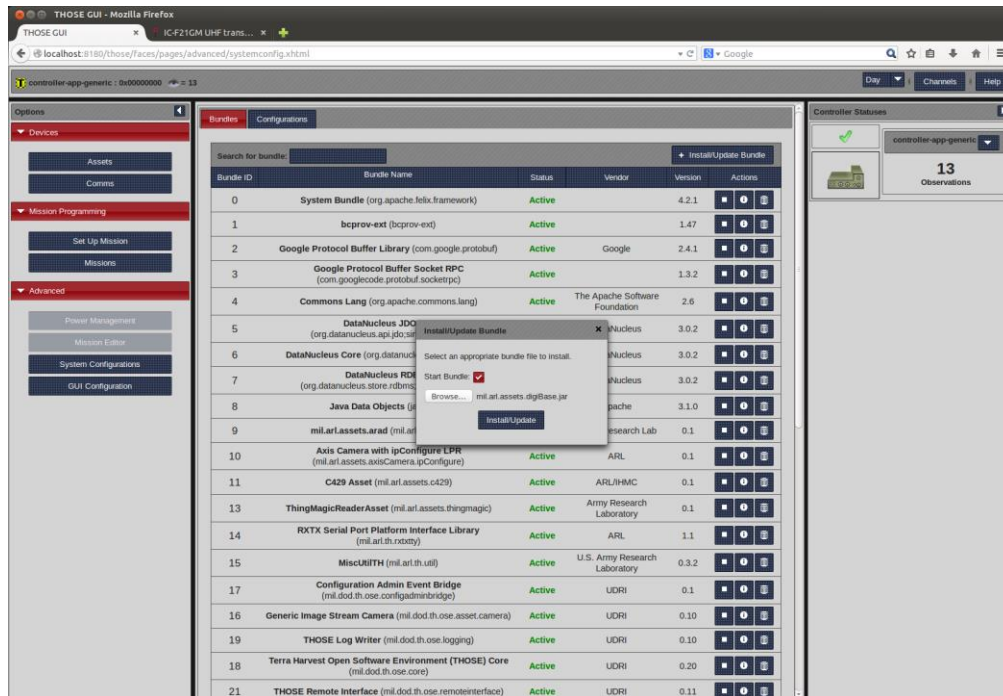 THOSE GUI - Mozilla Firefox
THOSE GUI
IC-F21GM UHF trans...
localhost:8180/those/faces/pages/advanced/systemconfig.xhtml
Google
controller-app-generic : 0x00000000 = 13
Day
Channels
Help
Options
Devices
Assets
Comms
Mission Programming
Set Up Mission
Missions
Advanced
Power Management
Mission Editor
System Configurations
GUI Configuration
Bundles Configurations
Search for bundle:
+ Install/Update Bundle
Bundle ID Bundle Name Status Vendor Version Actions
0 System Bundle (org.apache.felix.framework) Active 4.2.1
1 bcprov-ext (bcprov-ext) Active 1.47
2 Google Protocol Buffer Library (com.google.protobuf) Active Google 2.4.1
3 Google Protocol Buffer Socket RPC Active 1.3.2
(com.googlecode.protobuf.socketrpc)
4 Commons Lang (org.apache.commons.lang) Active The Apache Software 2.6
Foundation
5 DataNucleus JDO 3.0.2
(org.datanucleus.api.jdo;
6 DataNucleus Core (org.datanucl 3.0.2
7 DataNucleus RDB 3.0.2
(org.datanucleus.store.rdbms;
8 Java Data Objects 3.1.0
9 mil.arl.assets.arad (mil.arl esearch Lab 0.1
10 Axis Camera with ipConfigure LPR Active ARL 0.1
(mil.arl.assets.axisCamera.ipConfigure)
11 C429 Asset (mil.arl.assets.c429) Active ARL/IHMC 0.1
13 ThingMagicReaderAsset (mil.arl.assets.thingmagic) Active Army Research 0.1
Laboratory
14 RXTX Serial Port Platform Interface Library Active ARL 1.1
(mil.arl.th.rxtxtty)
15 MiscUtilTH (mil.arl.th.util) Active U.S. Army Research 0.3.2
Laboratory
17 Configuration Admin Event Bridge Active UDRI 0.1
(mil.dod.th.ose.configadminbridge)
16 Generic Image Stream Camera (mil.dod.th.ose.asset.camera) Active UDRI 0.10
19 THOSE Log Writer (mil.dod.th.ose.logging) Active UDRI 0.10
18 Terra Harvest Open Software Environment (THOSE) Core Active UDRI 0.20
(mil.dod.th.ose.core)
21 THOSE Remote Interface (mil.dod.th.ose.remoteinterface) Active UDRI 0.11
Install/Update Bundle
Select an appropriate bundle file to install.
Start Bundle:
Browse... mil.arl.assets.digiBase.jar
Install/Update
Controller Statuses
controller-app-generic
13
Observations